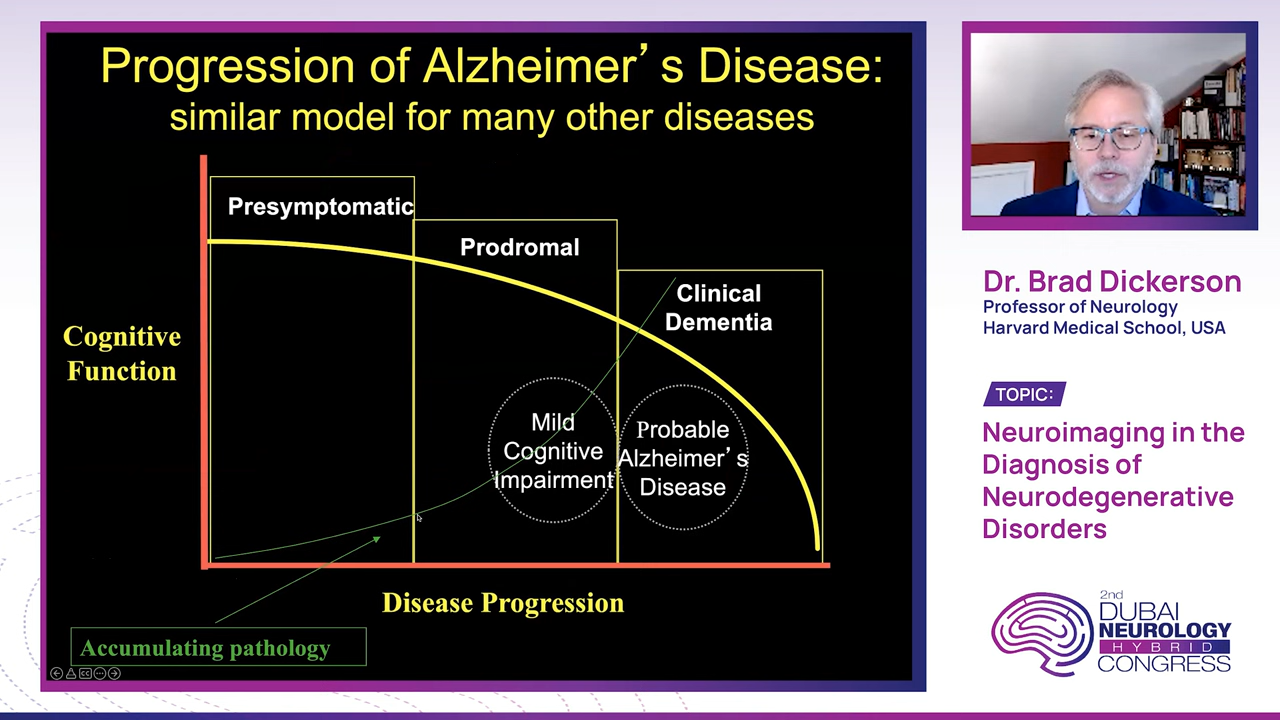 Progression of Alzheimer’s Disease:
similar model for many other diseases
Presymptomatic
Prodromal
Clinical
Dementia
Cognitive
Function
Mild
Cognitive
Impairment
Probable
Alzheimer’s
Disease
Disease Progression
Accumulating pathology
Dr. Brad Dickerson
Professor of Neurology
Harvard Medical School, USA
TOPIC:
Neuroimaging in the
Diagnosis of
Neurodegenerative
Disorders
2nd
DUBAI
NEUROLOGY
HYBRID
CONGRESS